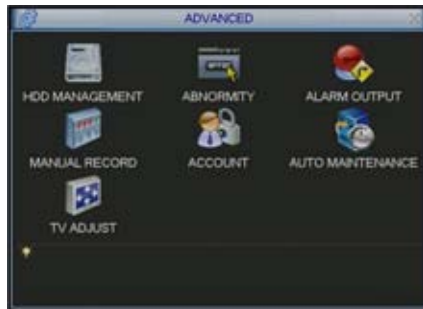 ADVANCED
HDD MANAGEMENT
ABNORMITY
ALARM OUTPUT
MANUAL RECORD
ACCOUNT
AUTO MAINTENANCE
TV ADJUST